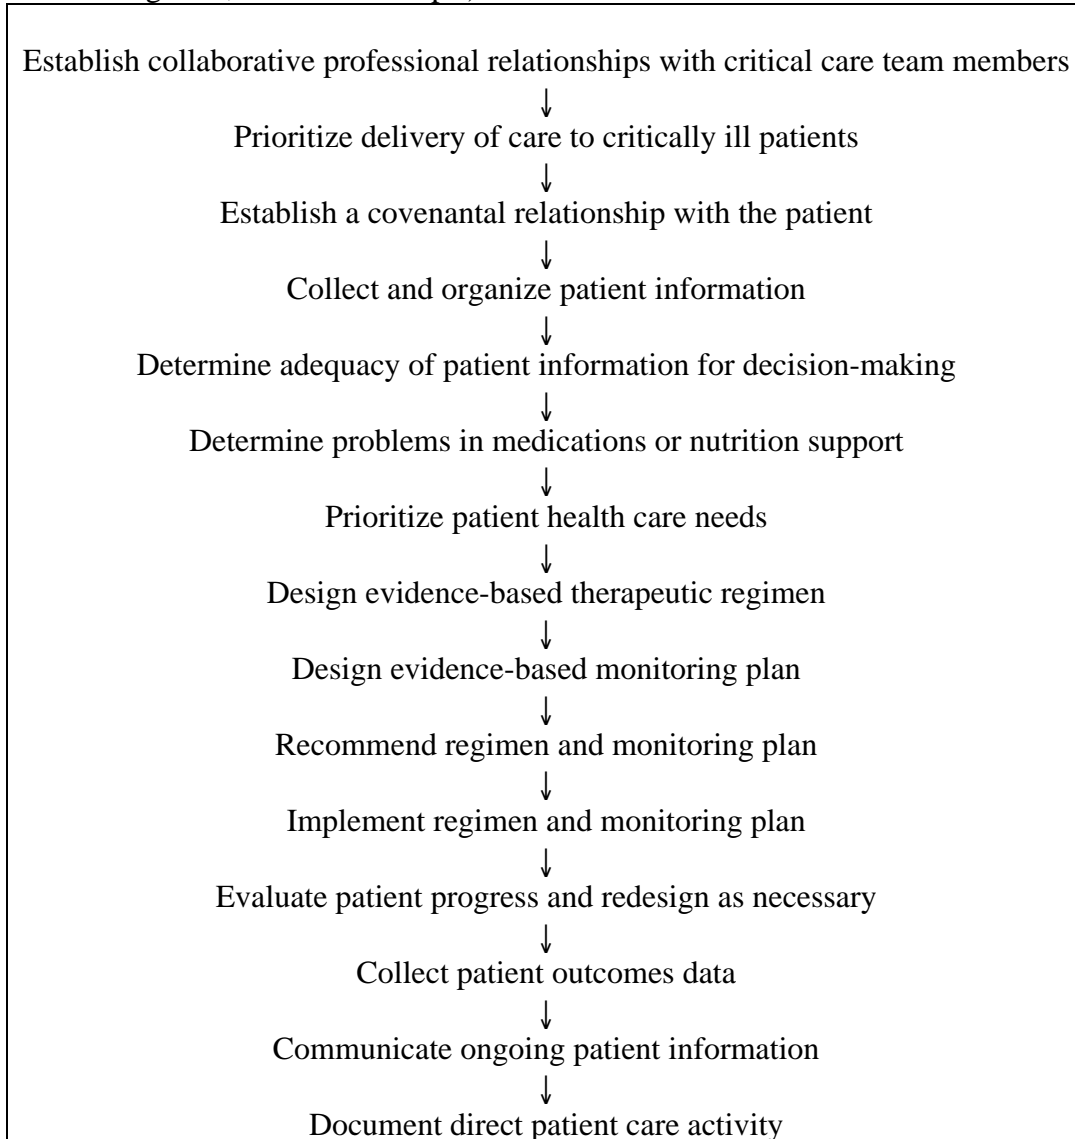 Establish collaborative professional relationships with critical care team members
↓
Prioritize delivery of care to critically ill patients
↓
Establish a covenantal relationship with the patient
↓
Collect and organize patient information
↓
Determine adequacy of patient information for decision-making
↓
Determine problems in medications or nutrition support
↓
Prioritize patient health care needs
↓
Design evidence-based therapeutic regimen
↓
Design evidence-based monitoring plan
↓
Recommend regimen and monitoring plan
↓
Implement regimen and monitoring plan
↓
Evaluate patient progress and redesign as necessary
↓
Collect patient outcomes data
↓
Communicate ongoing patient information
↓
Document direct patient care activity